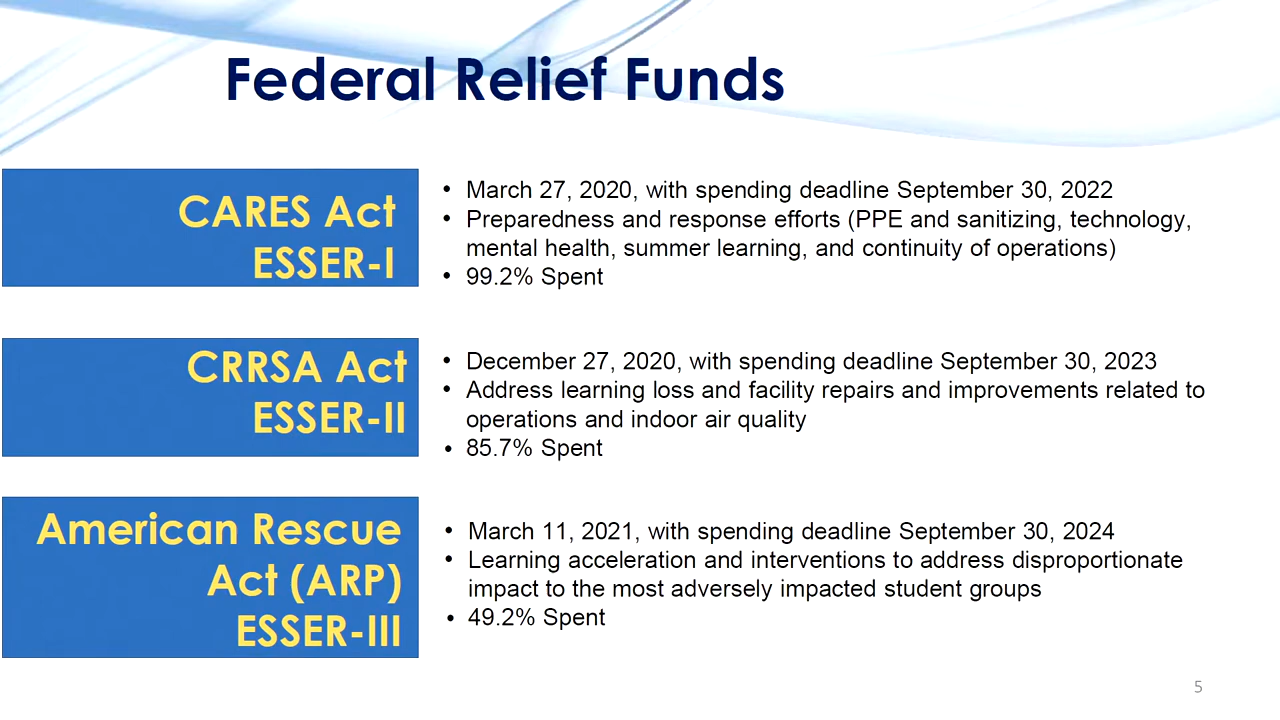 Federal Relief Funds
CARES Act
ESSER-I
• March 27, 2020, with spending deadline September 30, 2022
• Preparedness and response efforts (PPE and sanitizing, technology,
mental health, summer learning, and continuity of operations)
• 99.2% Spent
CRRSA Act
ESSER-II
• December 27, 2020, with spending deadline September 30, 2023
• Address learning loss and facility repairs and improvements related to
operations and indoor air quality
• 85.7% Spent
American Rescue
Act (ARP)
ESSER-III
• March 11, 2021, with spending deadline September 30, 2024
• Learning acceleration and interventions to address disproportionate
impact to the most adversely impacted student groups
• 49.2% Spent
5